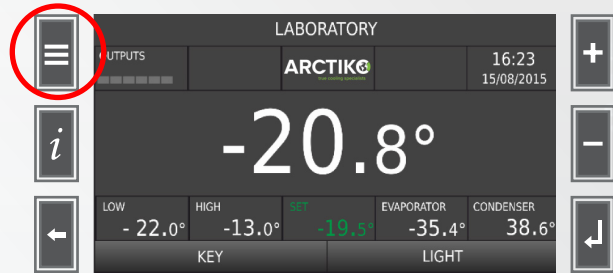 LABORATORY
OUTPUTS
ARCTIKO
16:23
15/08/2015
i
+
-20.8°
−
LOW HIGH SET EVAPORATOR CONDENSER
- 22.0° -13.0° -19.5° -35.4° 38.6°
KEY LIGHT